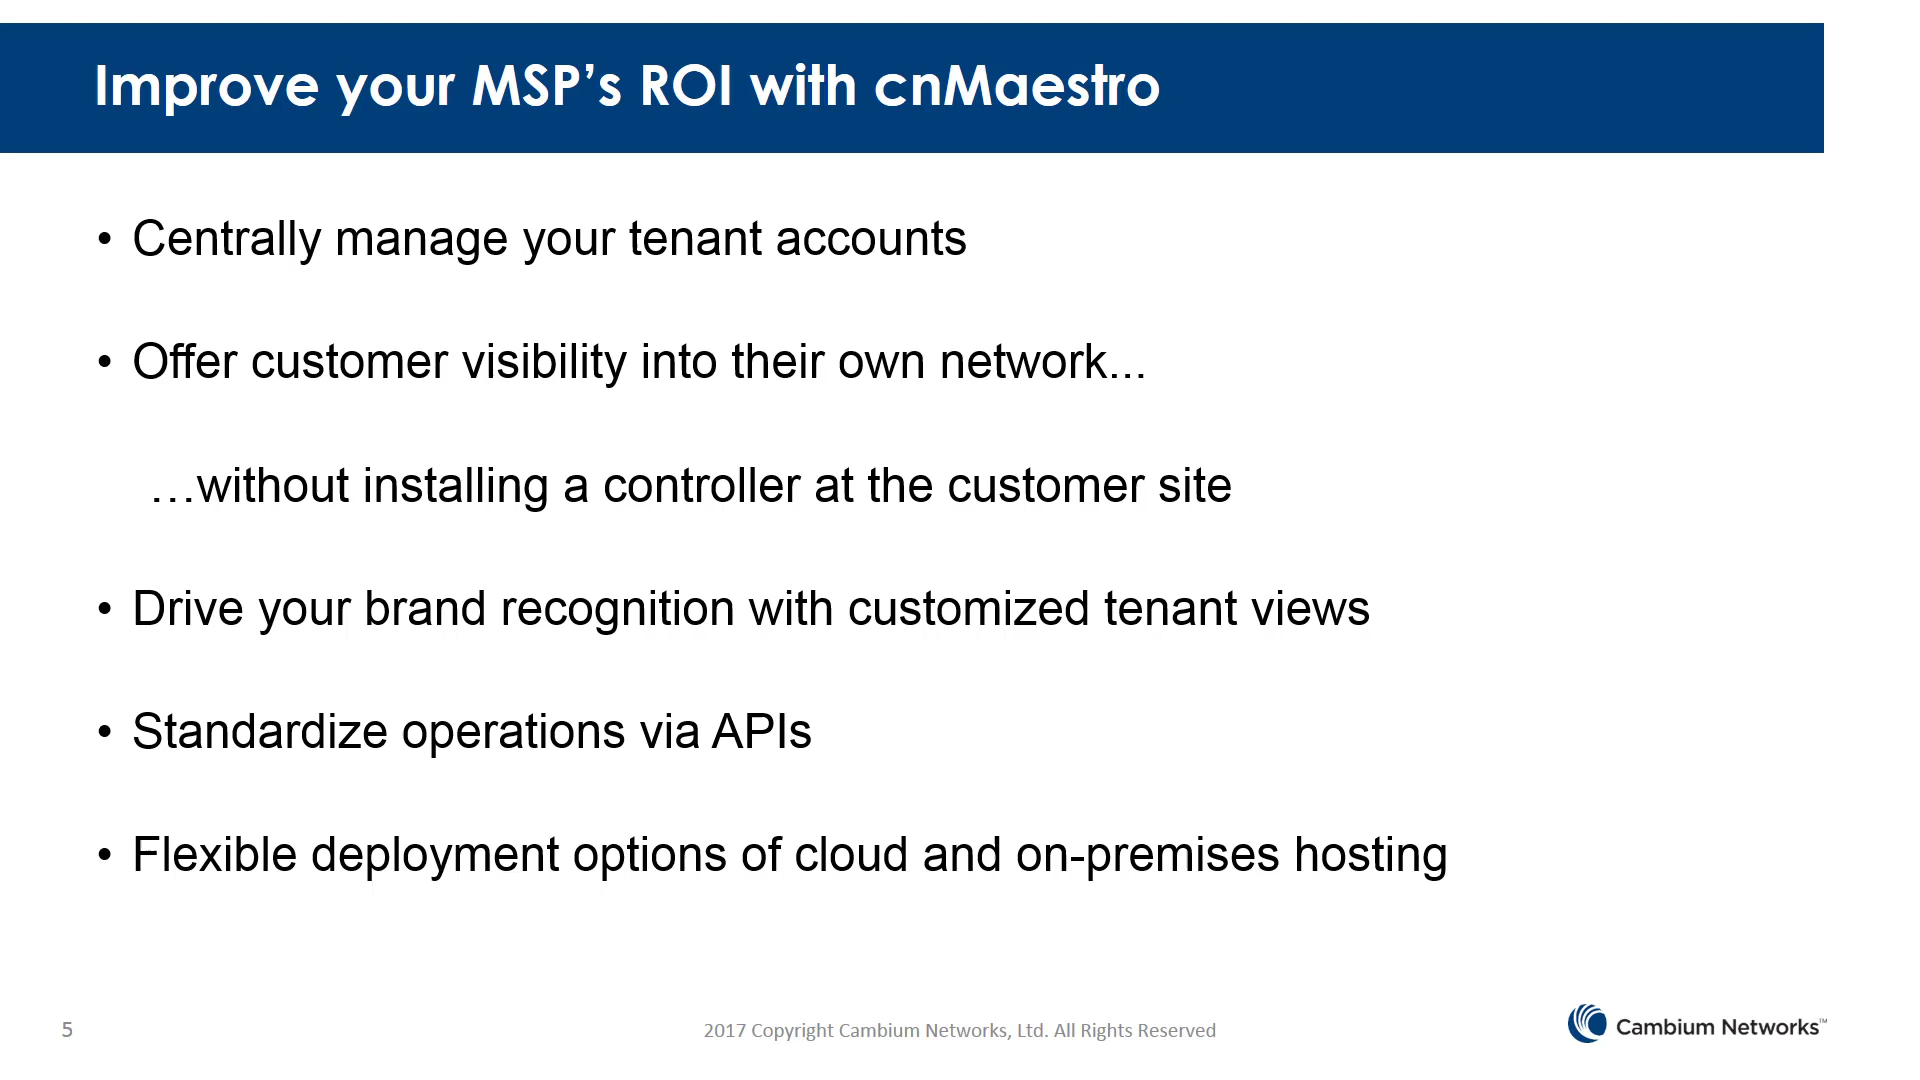 Improve your MSP’s ROI with cnMaestro
• Centrally manage your tenant accounts
• Offer customer visibility into their own network...
…without installing a controller at the customer site
• Drive your brand recognition with customized tenant views
• Standardize operations via APIs
• Flexible deployment options of cloud and on-premises hosting
5
2017 Copyright Cambium Networks, Ltd. All Rights Reserved
Cambium Networks™